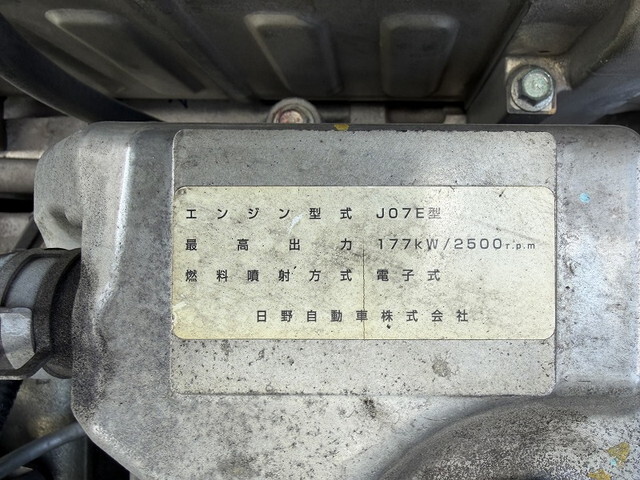 エンジン型式 J07E型
最高出力 177kW/2500r.p.m
燃料噴射方式 電子式
日野自動車株式会社